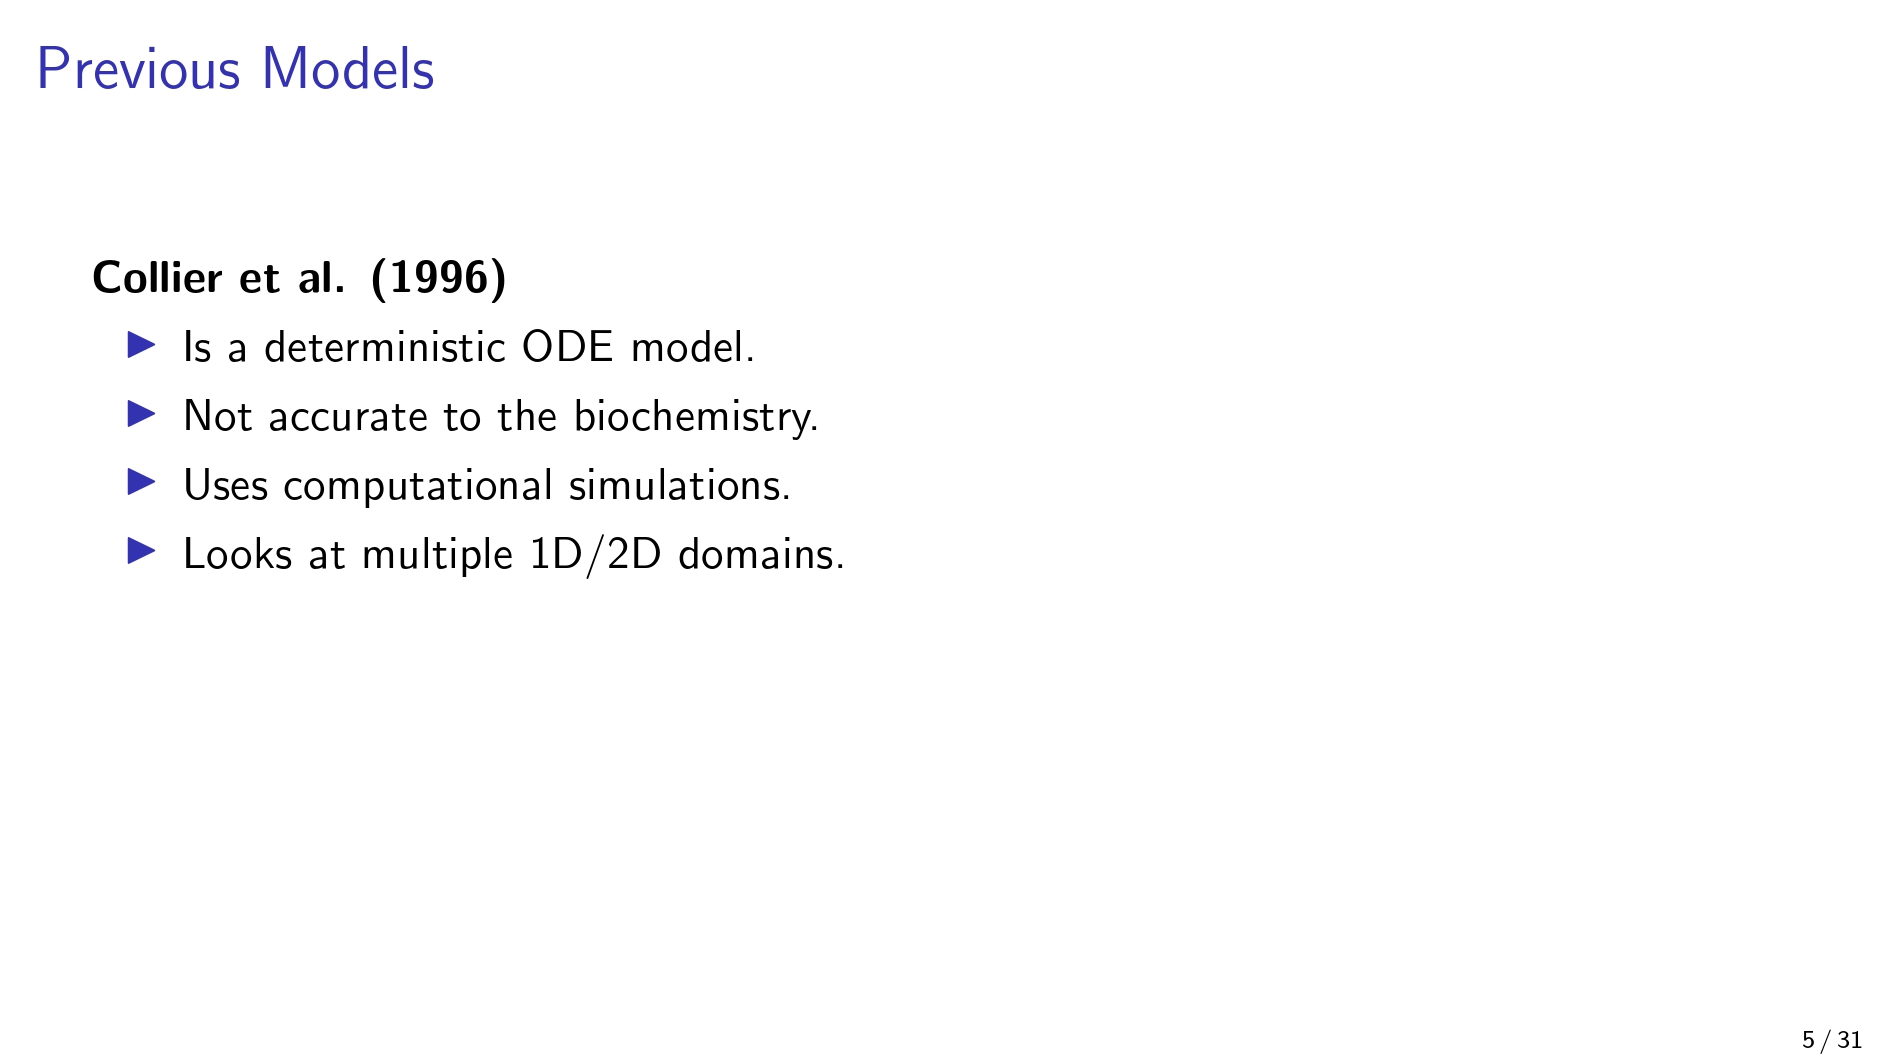 Previous Models
Collier et al. (1996)
Is a deterministic ODE model.
Not accurate to the biochemistry.
Uses computational simulations.
Looks at multiple 1D/2D domains.
5 / 31